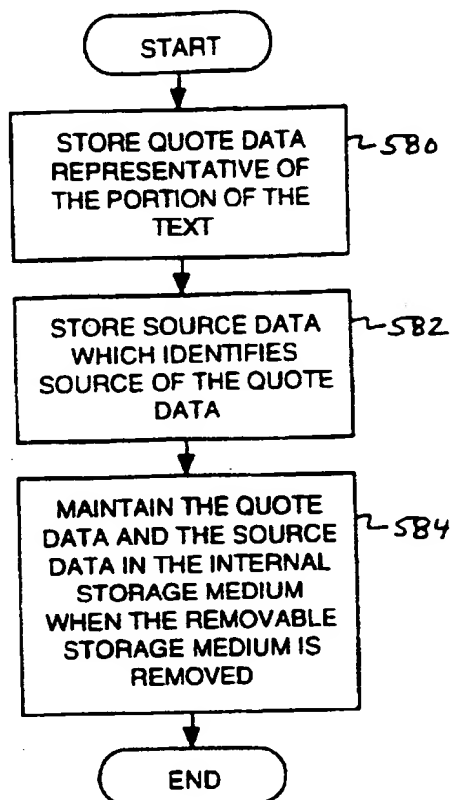 START
STORE QUOTE DATA
REPRESENTATIVE OF
THE PORTION OF THE
TEXT
580
STORE SOURCE DATA
WHICH IDENTIFIES
SOURCE OF THE QUOTE
DATA
582
MAINTAIN THE QUOTE
DATA AND THE SOURCE
DATA IN THE INTERNAL
STORAGE MEDIUM
WHEN THE REMOVABLE
STORAGE MEDIUM IS
REMOVED
584
END